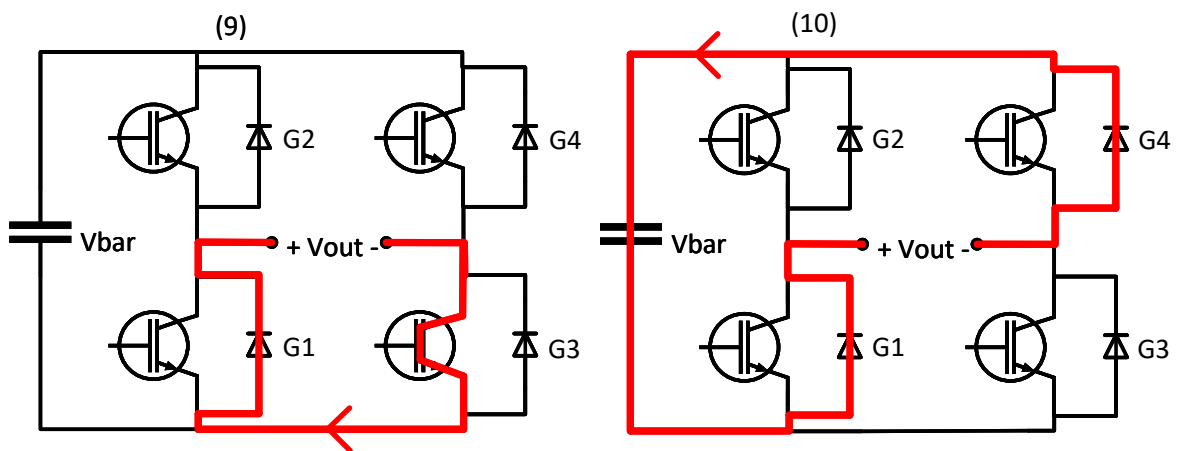 (9)
G2
G4
Vbar
+ Vout -
G1
G3
(10)
G2
G4
Vbar
+ Vout -
G1
G3